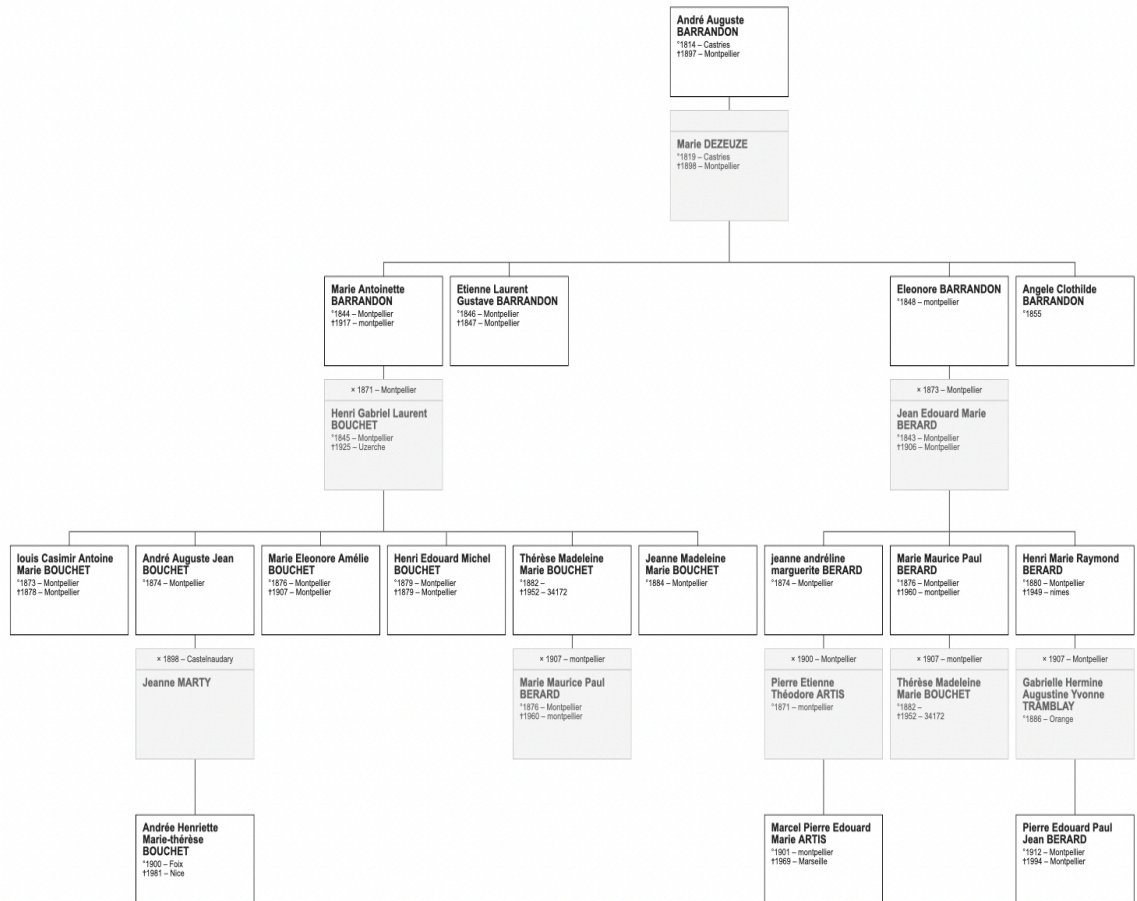 André Auguste
BARRANDON
°1814 – Castries
†1897 – Montpellier
Marie DEZEUZE
°1819 – Castries
†1898 – Montpellier
Marie Antoinette
BARRANDON
°1844 – Montpellier
†1917 – montpellier
Etienne Laurent
Gustave BARRANDON
°1846 – Montpellier
†1847 – Montpellier
Eleonore BARRANDON
°1848 – montpellier
Angele Clothilde
BARRANDON
°1855
× 1871 – Montpellier
Henri Gabriel Laurent
BOUCHET
°1845 – Montpellier
†1925 – Uzerche
× 1873 – Montpellier
Jean Edouard Marie
BERARD
°1843 – Montpellier
†1906 – Montpellier
louis Casimir Antoine
Marie BOUCHET
°1873 – Montpellier
†1878 – Montpellier
André Auguste Jean
BOUCHET
°1874 – Montpellier
Marie Eleonore Amélie
BOUCHET
°1876 – Montpellier
†1907 – Montpellier
Henri Edouard Michel
BOUCHET
°1879 – Montpellier
†1879 – Montpellier
Thérèse Madeleine
Marie BOUCHET
°1882 –
†1952 – 34172
Jeanne Madeleine
Marie BOUCHET
°1884 – Montpellier
jeanne andréline
marguerite BERARD
°1874 – Montpellier
Marie Maurice Paul
BERARD
°1876 – Montpellier
†1960 – montpellier
Henri Marie Raymond
BERARD
°1880 – Montpellier
†1949 – nimes
× 1898 – Castelnaudary
Jeanne MARTY
× 1907 – montpellier
Marie Maurice Paul
BERARD
°1876 – Montpellier
†1960 – montpellier
× 1900 – Montpellier
Pierre Etienne
Théodore ARTIS
°1871 – montpellier
× 1907 – montpellier
Thérèse Madeleine
Marie BOUCHET
°1882 –
†1952 – 34172
× 1907 – Montpellier
Gabrielle Hermine
Augustine Yvonne
TRAMBLAY
°1886 – Orange
Andrée Henriette
Marie-thérèse
BOUCHET
°1900 – Foix
†1981 – Nice
Marcel Pierre Edouard
Marie ARTIS
°1901 – montpellier
†1969 – Marseille
Pierre Edouard Paul
Jean BERARD
°1912 – Montpellier
†1994 – Montpellier